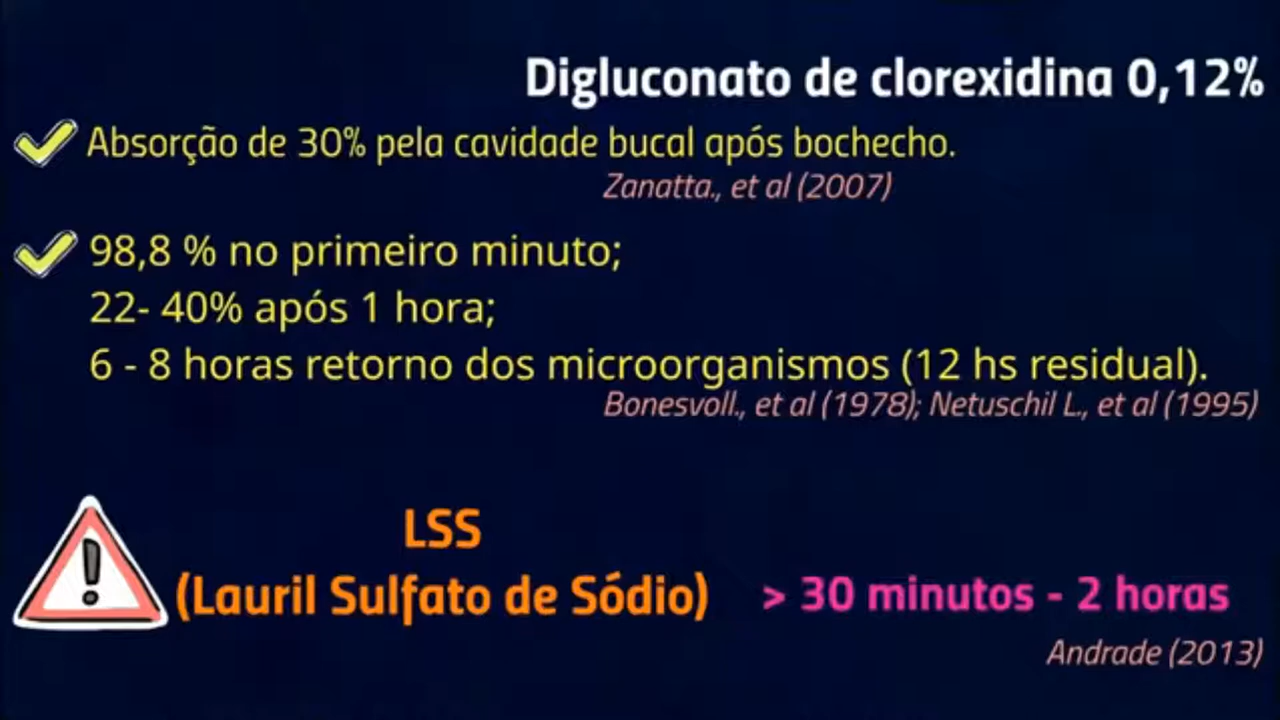 Digluconato de clorexidina 0,12%
Absorção de 30% pela cavidade bucal após bochecho.
Zanatta., et al (2007)
98,8 % no primeiro minuto;
22- 40% após 1 hora;
6 - 8 horas retorno dos microorganismos (12 hs residual).
Bonesvoll., et al (1978); Netuschil L., et al (1995)
LSS
(Lauril Sulfato de Sódio) > 30 minutos - 2 horas
Andrade (2013)